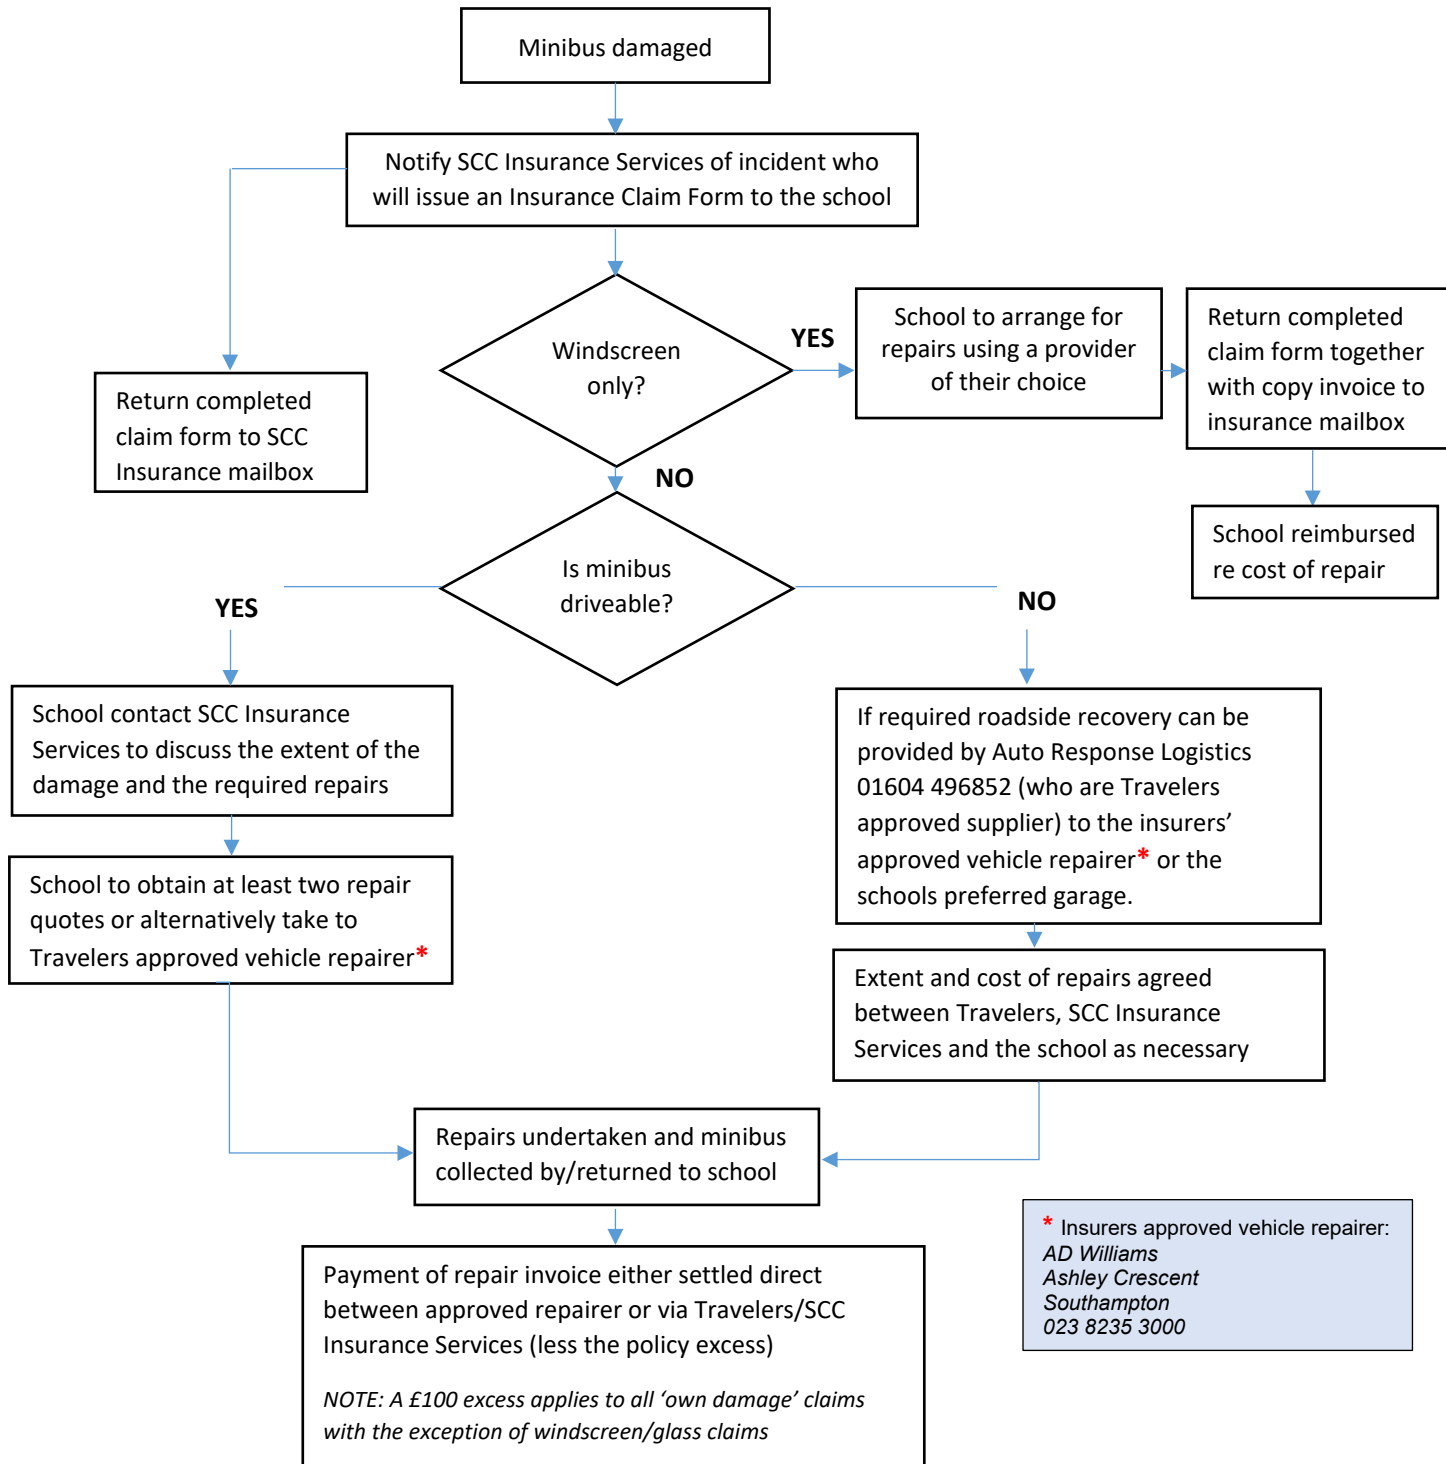 Minibus damaged
Notify SCC Insurance Services of incident who
will issue an Insurance Claim Form to the school
Windscreen
only?
YES
School to arrange for
repairs using a provider
of their choice
Return completed
claim form together
with copy invoice to
insurance mailbox
School reimbursed
re cost of repair
Return completed
claim form to SCC
Insurance mailbox
NO
Is minibus
driveable?
YES
NO
School contact SCC Insurance
Services to discuss the extent of the
damage and the required repairs
School to obtain at least two repair
quotes or alternatively take to
Travelers approved vehicle repairer*
If required roadside recovery can be
provided by Auto Response Logistics
01604 496852 (who are Travelers
approved supplier) to the insurers’
approved vehicle repairer* or the
schools preferred garage.
Extent and cost of repairs agreed
between Travelers, SCC Insurance
Services and the school as necessary
Repairs undertaken and minibus
collected by/returned to school
Payment of repair invoice either settled direct
between approved repairer or via Travelers/SCC
Insurance Services (less the policy excess)
NOTE: A £100 excess applies to all ‘own damage’ claims
with the exception of windscreen/glass claims
* Insurers approved vehicle repairer:
AD Williams
Ashley Crescent
Southampton
023 8235 3000